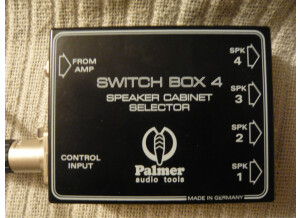 FROM
AMP
SWITCH BOX 4
SPEAKER CABINET
SELECTOR
CONTROL
INPUT
Palmer
audio tools
SPK
4
SPK
3
SPK
2
SPK
1
MADE IN GERMANY